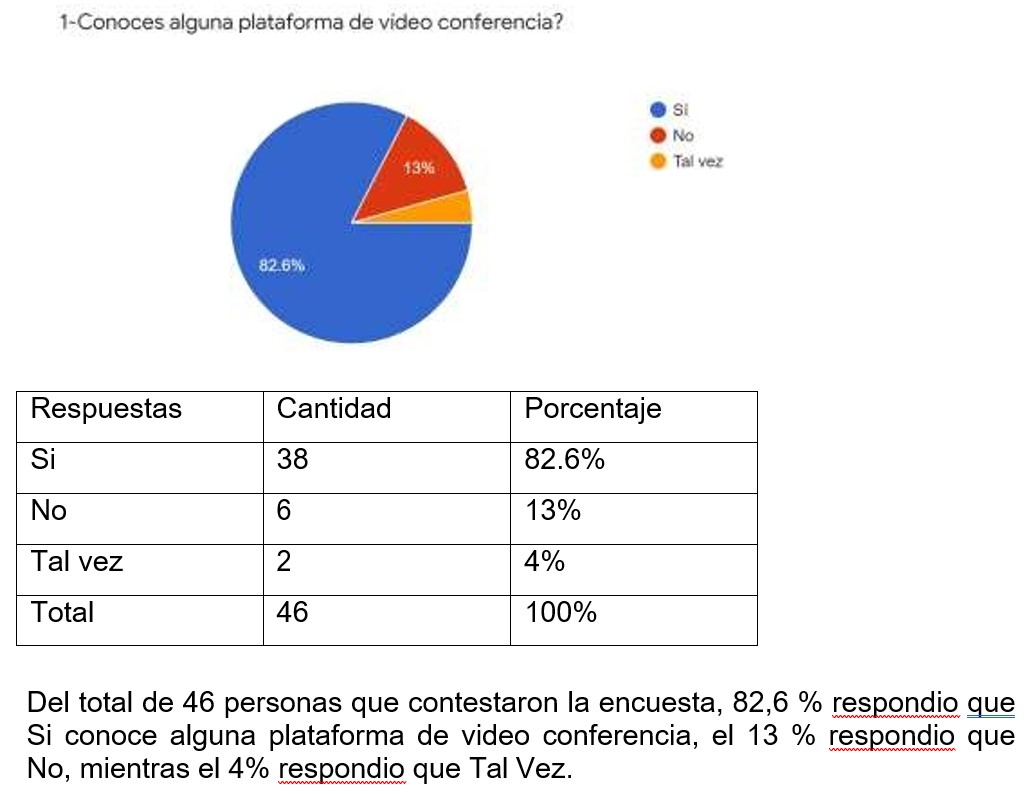 1-Conoces alguna plataforma de video conferencia?
Si
No
Tal vez
13%
82.6%
Respuestas Cantidad Porcentaje
Si 38 82.6%
No 6 13%
Tal vez 2 4%
Total 46 100%
Del total de 46 personas que contestaron la encuesta, 82,6 % respondio que
Si conoce alguna plataforma de video conferencia, el 13 % respondio que
No, mientras el 4% respondio que Tal Vez.